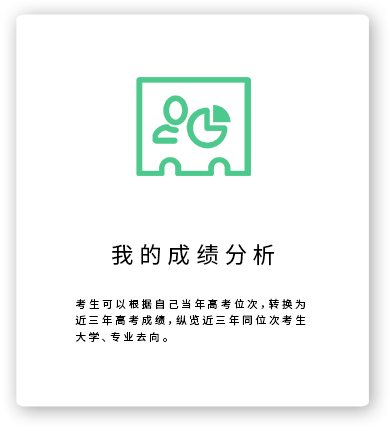 我的成绩分析
考生可以根据自己当年高考位次，转换为
近三年高考成绩，纵览近三年同位次考生
大学、专业去向。